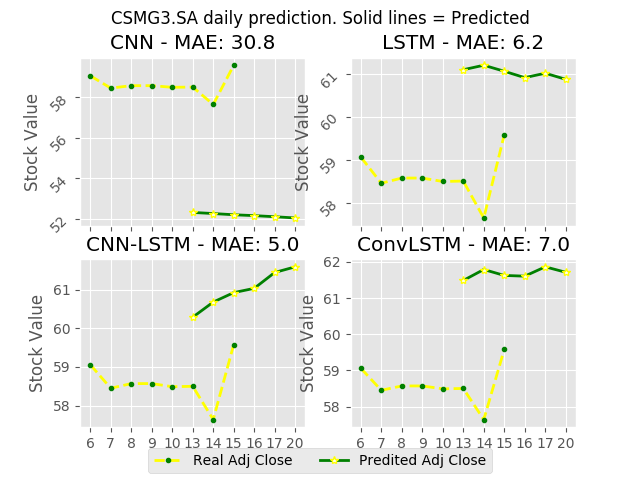 CSMG3.SA daily prediction. Solid lines = Predicted
CNN - MAE: 30.8
LSTM - MAE: 6.2
Stock Value
58
56
54
52
Stock Value
61
60
59
58
CNN-LSTM - MAE: 5.0
ConvLSTM - MAE: 7.0
Stock Value
61
60
59
58
6 7 8 9 10 13 14 15 16 17 20
Stock Value
62
61
60
59
58
6 7 8 9 10 13 14 15 16 17 20
Real Adj Close
Predited Adj Close